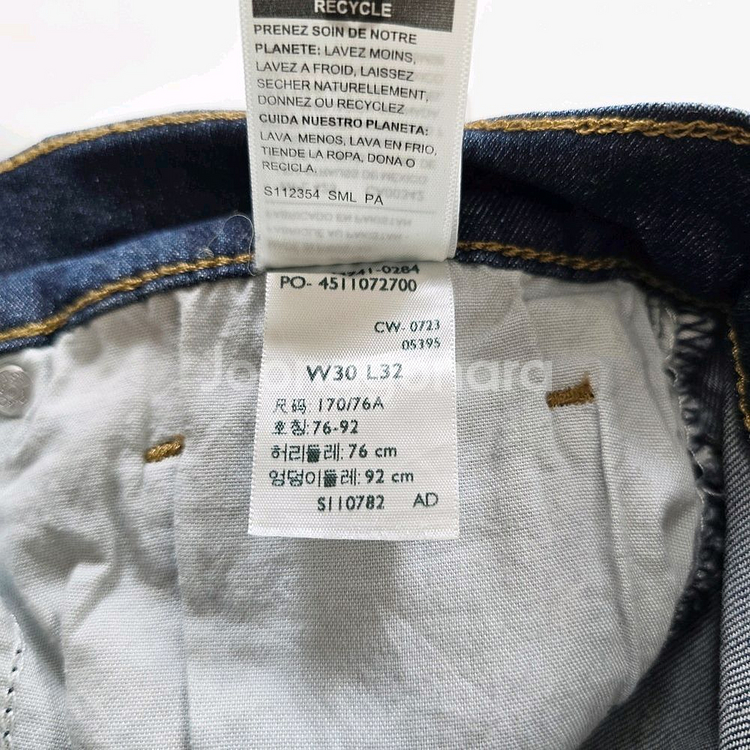 RECYCLE
PRENEZ SOIN DE NOTRE
PLANETE: LAVEZ MOINS,
LAVEZ A FROID, LAISSEZ
SECHER NATURELLEMENT,
DONNEZ OU RECYCLEZ
CUIDA NUESTRO PLANETA:
LAVA MENOS, LAVA EN FRIO,
TIENDE LA ROPA, DONA O
RECICLA.
S112354 SML PA
PO- 4511072700
CW- 0723
05395
W30 L32
尺码: 170/76A
호칭: 76-92
허리둘레: 76 cm
엉덩이둘레: 92 cm
S110782 AD